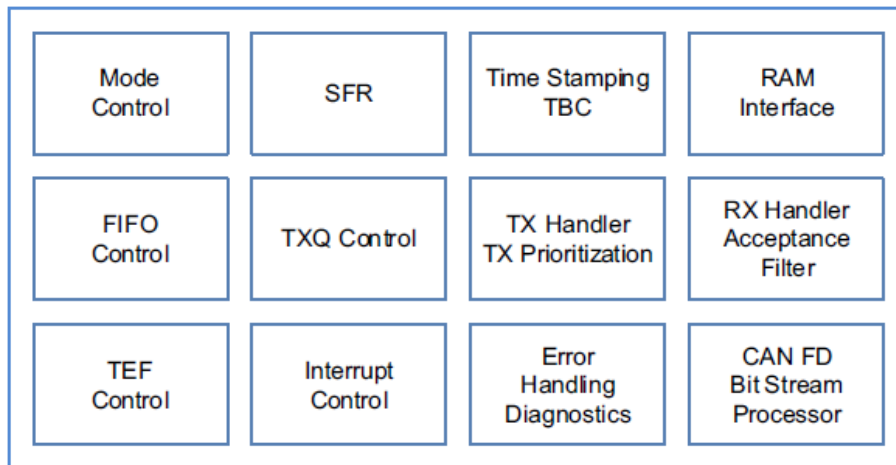 Mode
Control
SFR
Time Stamping
TBC
RAM
Interface
FIFO
Control
TXQ Control
TX Handler
TX Prioritization
RX Handler
Acceptance
Filter
TEF
Control
Interrupt
Control
Error
Handling
Diagnostics
CAN FD
Bit Stream
Processor